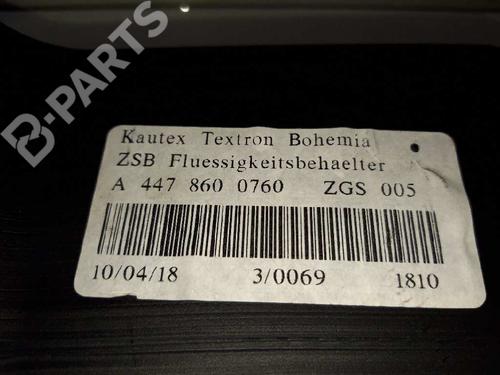 B-PARTS
Kautex Textron Bohemia
ZSB Fluessigkeitsbehaelter
A 447 860 0760 ZGS 005
10/04/18 3/0069 1810